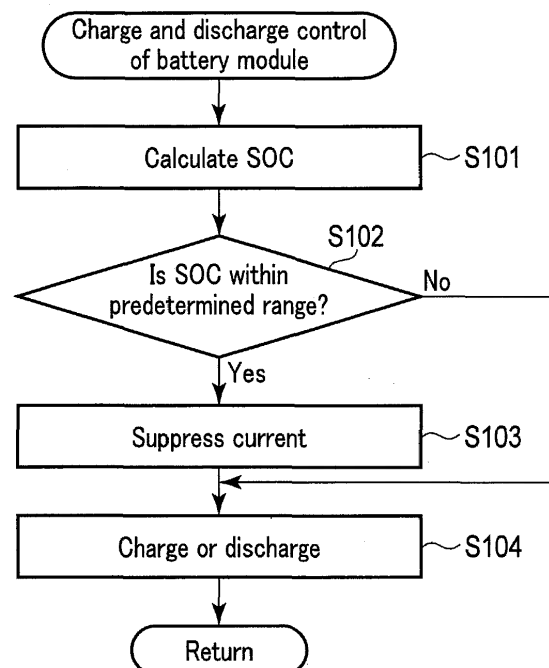 Charge and discharge control
of battery module
Calculate SOC
S101
S102
Is SOC within
predetermined range?
No
Yes
Suppress current
S103
Charge or discharge
S104
Return